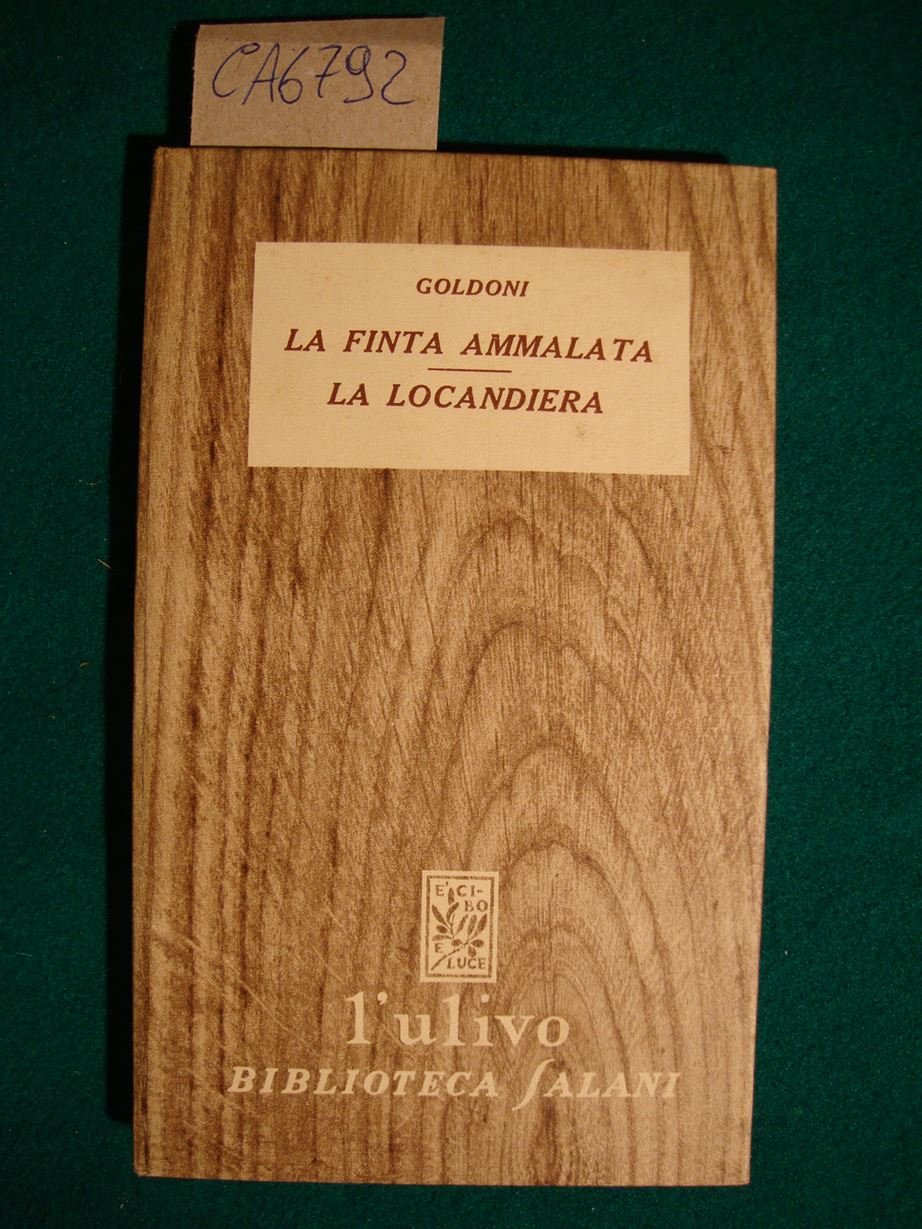 CA6792
GOLDONI
LA FINTA AMMALATA
LA LOCANDIERA
E' CI-
BO
E
LUCE
l'ulivo
BIBLIOTECA SALANI